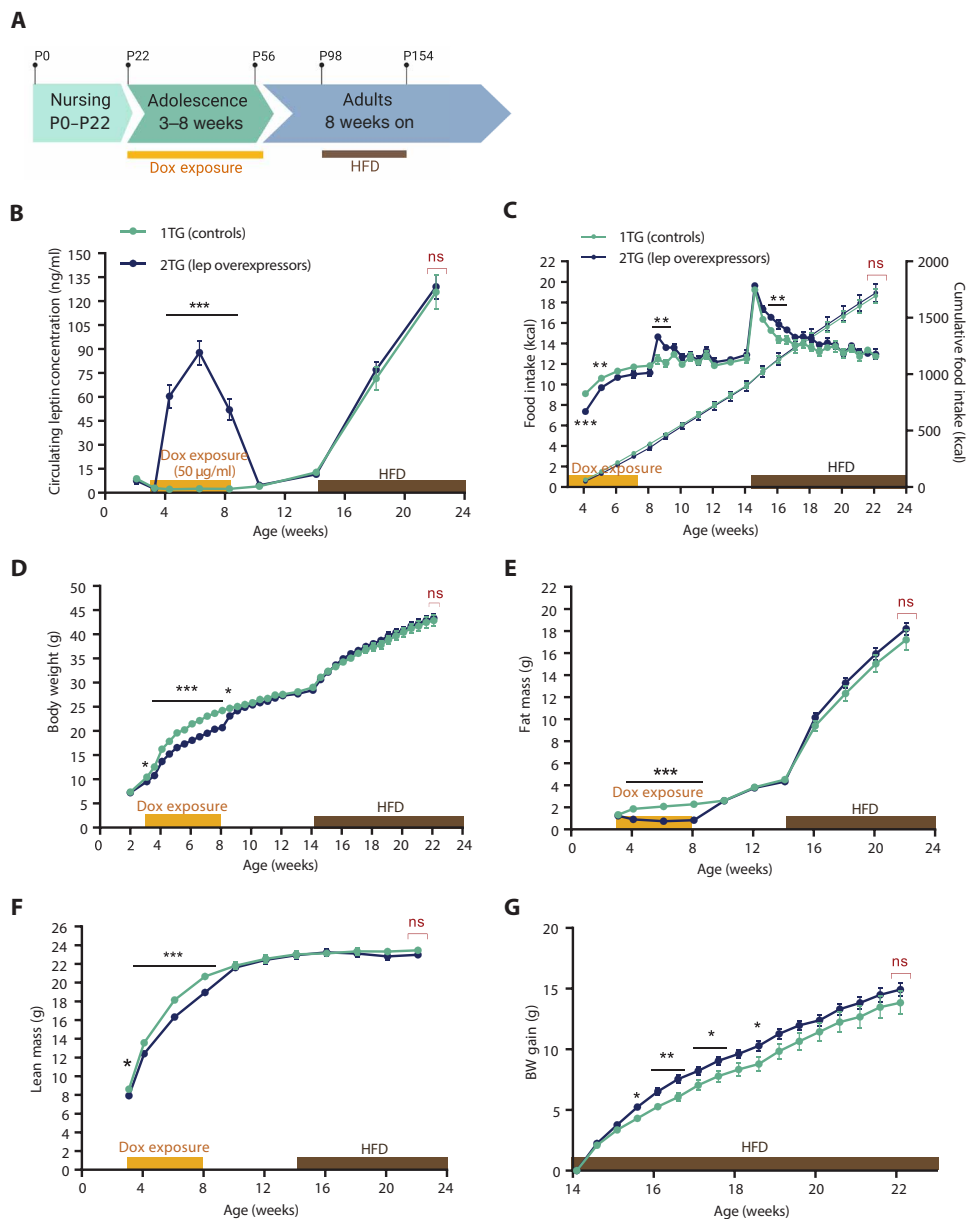 A
P0
P22
P56
P98
P154
Nursing
P0–P22
Adolescence
3–8 weeks
Adults
8 weeks on
Dox exposure
HFD
B
1TG (controls)
2TG (lep overexpressors)
Circulating leptin concentration (ng/ml)
150
135
120
105
90
75
60
45
30
15
0
***
ns
Dox exposure
(50 µg/ml)
HFD
0 4 8 12 16 20 24
Age (weeks)
C
1TG (controls)
2TG (lep overexpressors)
Food intake (kcal)
22
20
18
16
14
12
10
8
6
4
2
0
**
***
**
**
ns
2000
1500
1000
500
0
Cumulative food intake (kcal)
Dox exposure
HFD
4 6 8 10 12 14 16 18 20 22 24
Age (weeks)
D
Body weight (g)
50
45
40
35
30
25
20
15
10
5
0
*
***
*
ns
Dox exposure
HFD
0 2 4 6 8 10 12 14 16 18 20 22 24
Age (weeks)
E
Fat mass (g)
22
20
18
16
14
12
10
8
6
4
2
0
***
ns
Dox exposure
HFD
0 4 8 12 16 20 24
Age (weeks)
F
Lean mass (g)
26
24
22
20
18
16
14
12
10
8
6
4
2
0
*
***
ns
Dox exposure
HFD
0 4 8 12 16 20 24
Age (weeks)
G
BW gain (g)
20
15
10
5
0
*
**
*
*
ns
HFD
14 16 18 20 22
Age (weeks)